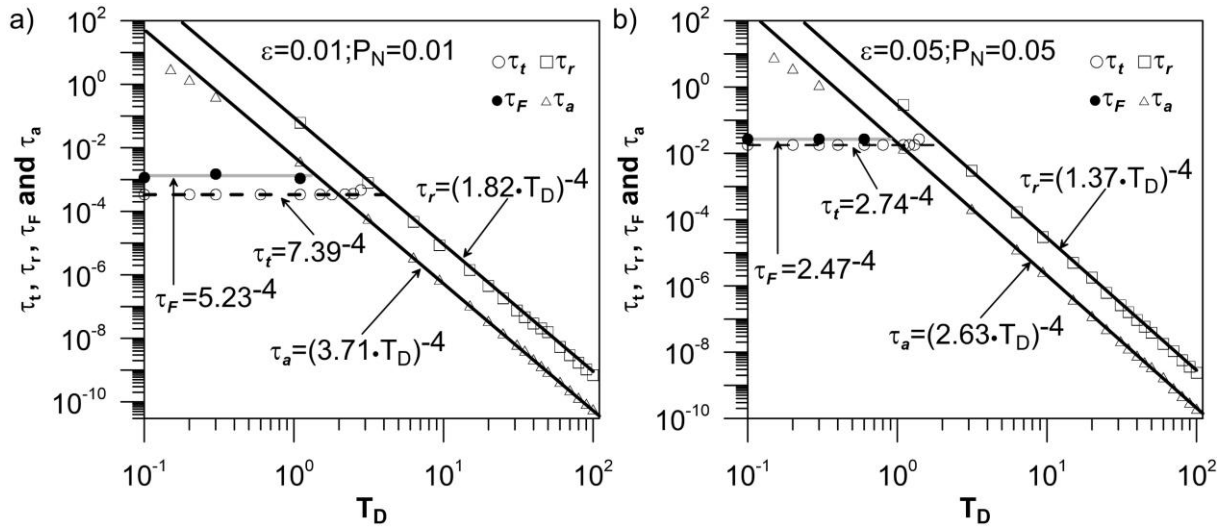 a)
τt, τr, τF and τa
10^2
10^0
10^-2
10^-4
10^-6
10^-8
10^-10
ε=0.01;PN=0.01
○τt □τr
●τF △τa
τr=(1.82•TD)^-4
τt=7.39^-4
τF=5.23^-4
τa=(3.71•TD)^-4
10^-1 10^0 10^1 10^2
TD
b)
τt, τr, τF and τa
10^2
10^0
10^-2
10^-4
10^-6
10^-8
10^-10
ε=0.05;PN=0.05
○τt □τr
●τF △τa
τr=(1.37•TD)^-4
τt=2.74^-4
τF=2.47^-4
τa=(2.63•TD)^-4
10^-1 10^0 10^1 10^2
TD